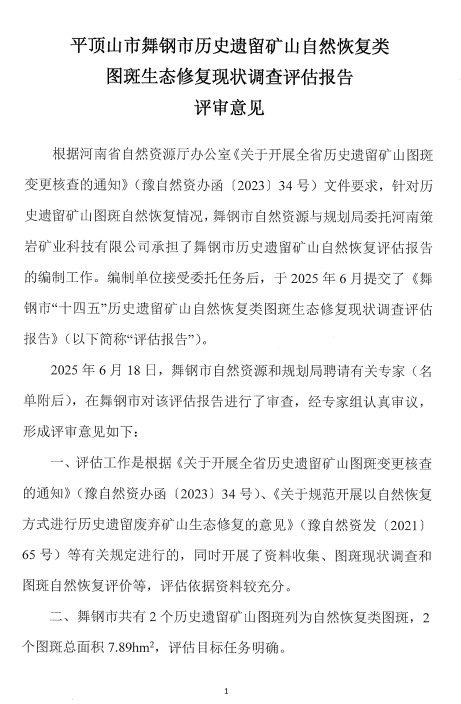 平顶山市舞钢市历史遗留矿山自然恢复类
图斑生态修复现状调查评估报告
评审意见
根据河南省自然资源厅办公室《关于开展全省历史遗留矿山图斑
变更核查的通知》（豫自然资办函〔2023〕34 号）文件要求，针对历
史遗留矿山图斑自然恢复情况，舞钢市自然资源与规划局委托河南策
岩矿业科技有限公司承担了舞钢市历史遗留矿山自然恢复评估报告
的编制工作。编制单位接受委托任务后，于 2025 年 6 月提交了《舞
钢市“十四五”历史遗留矿山自然恢复类图斑生态修复现状调查评估
报告》（以下简称“评估报告”）。
2025 年 6 月 18 日，舞钢市自然资源和规划局聘请有关专家（名
单附后），在舞钢市对该评估报告进行了审查，经专家组认真审议，
形成评审意见如下：
一、评估工作是根据《关于开展全省历史遗留矿山图斑变更核查
的通知》（豫自然资办函〔2023〕34 号）、《关于规范开展以自然恢复
方式进行历史遗留废弃矿山生态修复的意见》（豫自然资发〔2021〕
65 号）等有关规定进行的，同时开展了资料收集、图斑现状调查和
图斑自然恢复评价等，评估依据资料较充分。
二、舞钢市共有 2 个历史遗留矿山图斑列为自然恢复类图斑，2
个图斑总面积 7.89hm²，评估目标任务明确。
1